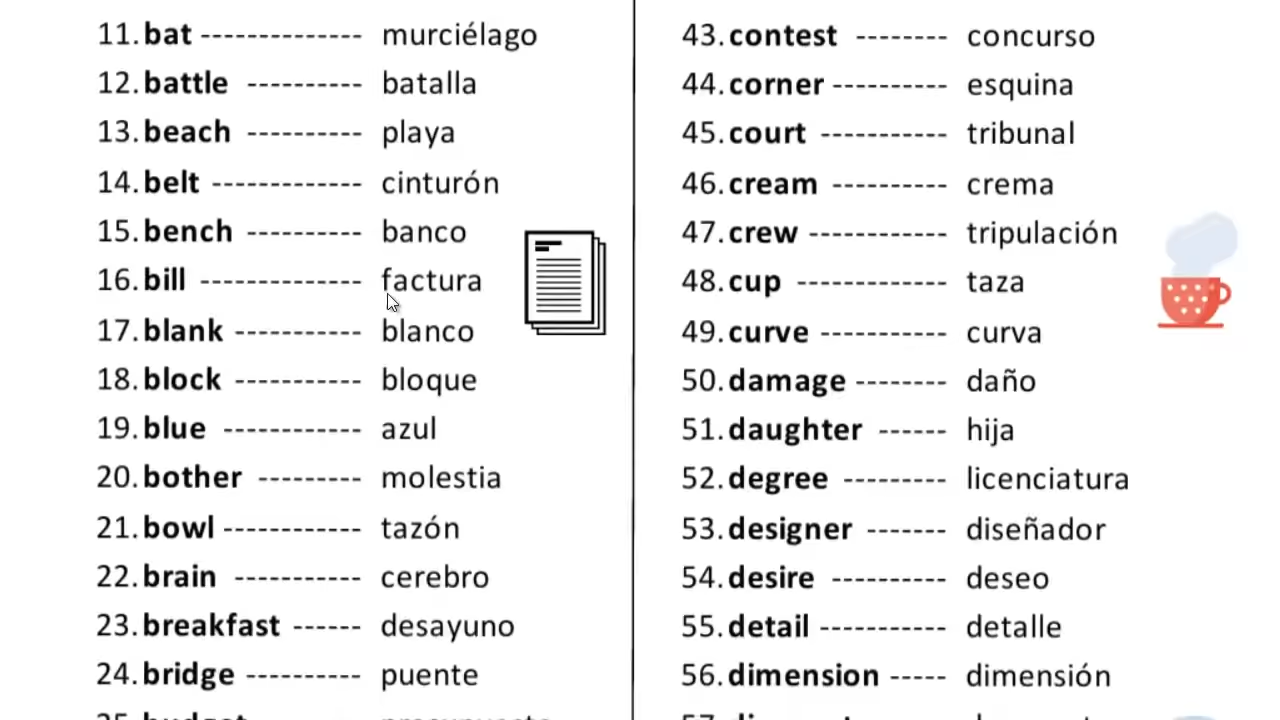 11. bat ------------- murciélago
12. battle ---------- batalla
13. beach ---------- playa
14. belt ------------- cinturón
15. bench ---------- banco
16. bill -------------- factura
17. blank ----------- blanco
18. block ----------- bloque
19. blue ------------ azul
20. bother --------- molestia
21. bowl ------------ tazón
22. brain ----------- cerebro
23. breakfast ------ desayuno
24. bridge ---------- puente
43. contest -------- concurso
44. corner ---------- esquina
45. court ----------- tribunal
46. cream ---------- crema
47. crew ------------ tripulación
48. cup ------------- taza
49. curve ---------- curva
50. damage -------- daño
51. daughter ------ hija
52. degree --------- licenciatura
53. designer ------- diseñador
54. desire ---------- deseo
55. detail ----------- detalle
56. dimension ----- dimensión